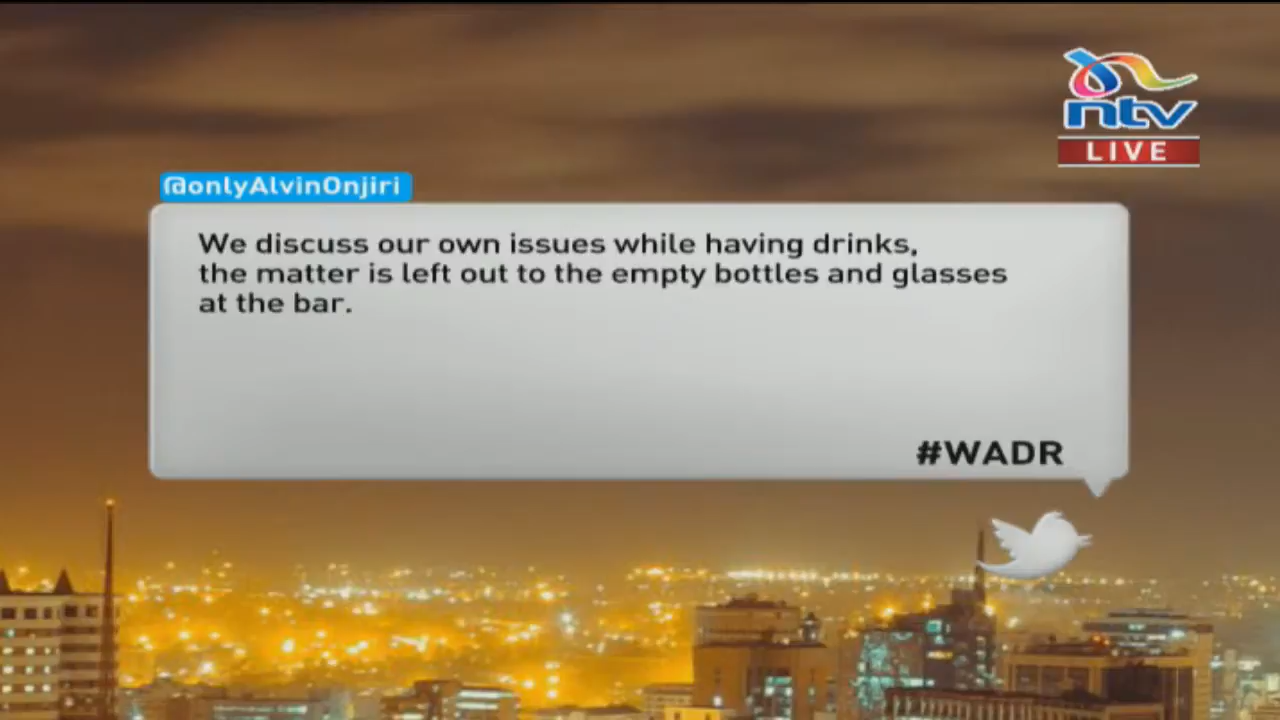 ntv
LIVE
@onlyAlvinOnjiri
We discuss our own issues while having drinks,
the matter is left out to the empty bottles and glasses
at the bar.
#WADR